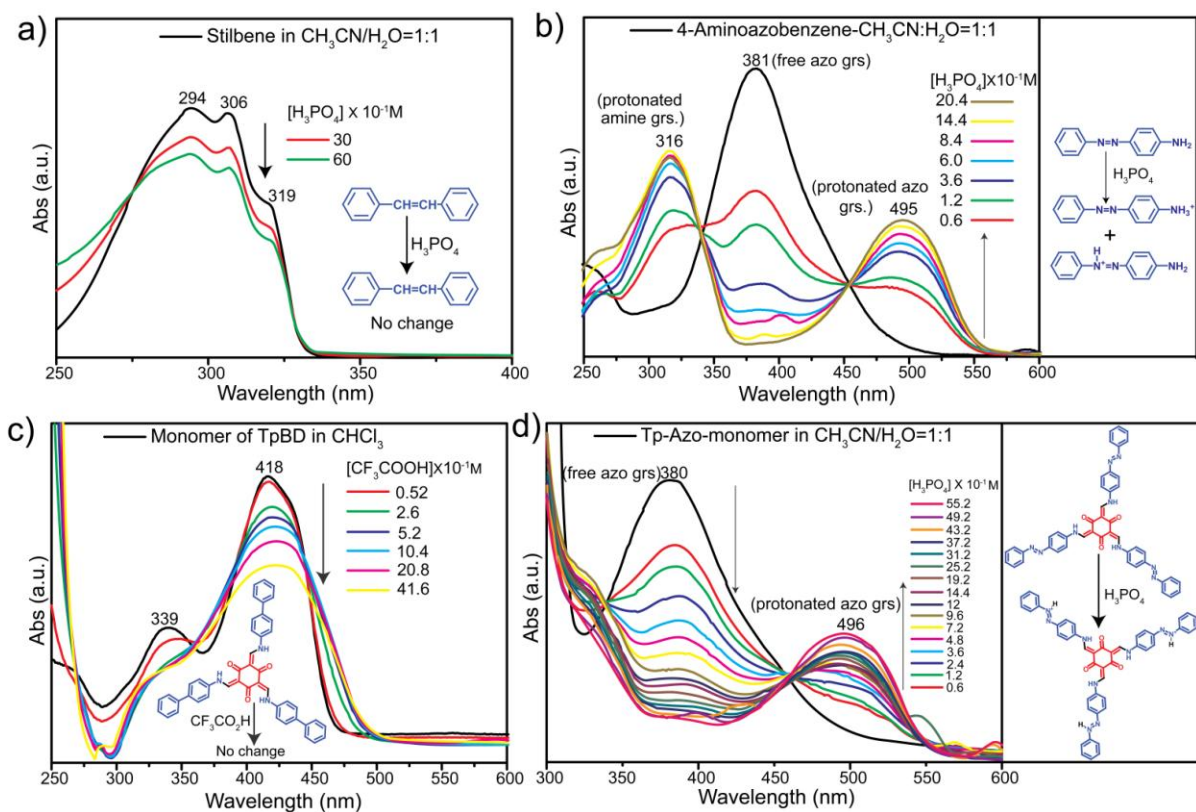 a)
Stilbene in CH₃CN/H₂O=1:1
294
306
319
[H₃PO₄] X 10⁻¹M
30
60
CH=CH
H₃PO₄
CH=CH
No change
Abs (a.u.)
250 300 350 400
Wavelength (nm)
b)
4-Aminoazobenzene-CH₃CN:H₂O=1:1
381(free azo grs)
(protonated
amine grs.)
316
(protonated azo
grs.)
495
[H₃PO₄]X10⁻¹M
20.4
14.4
8.4
6.0
3.6
1.2
0.6
N=N NH₂
H₃PO₄
N=N NH₃⁺
+
H
N⁺=N NH₂
Abs (a.u.)
250 300 350 400 450 500 550 600
Wavelength (nm)
c)
Monomer of TpBD in CHCl₃
418
339
[CF₃COOH]X10⁻¹M
0.52
2.6
5.2
10.4
20.8
41.6
NH
O O
HN
O
HN
CF₃CO₂H
No change
Abs (a.u.)
250 300 350 400 450 500 550 600
Wavelength (nm)
d)
Tp-Azo-monomer in CH₃CN/H₂O=1:1
(free azo grs)380
(protonated azo grs)
496
[H₃PO₄] X 10⁻¹M
55.2
49.2
43.2
37.2
31.2
25.2
19.2
14.4
12
9.6
7.2
4.8
3.6
2.4
1.2
0.6
H₃PO₄
Abs (a.u.)
300 350 400 450 500 550 600
Wavelength (nm)